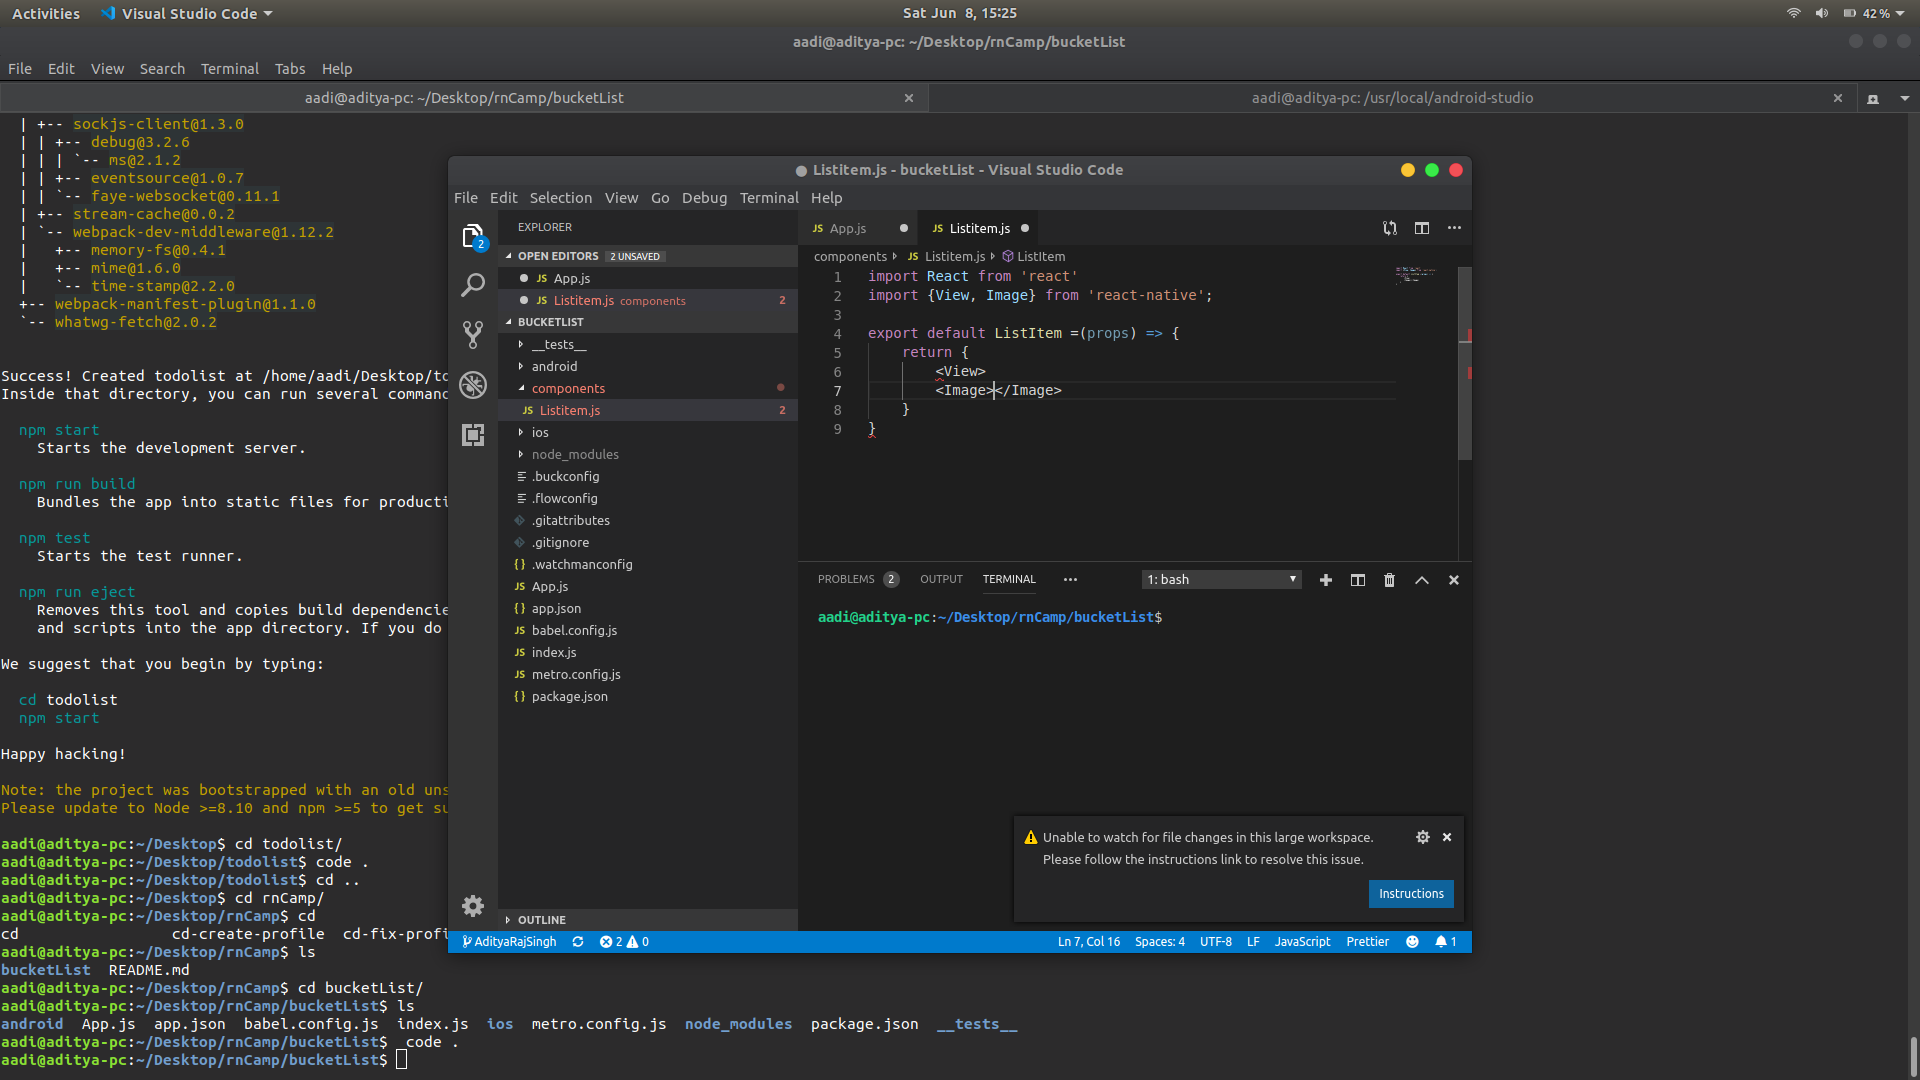 Activities Visual Studio Code Sat Jun 8, 15:25 42 %
aadi@aditya-pc: ~/Desktop/rnCamp/bucketList
File Edit View Search Terminal Tabs Help
aadi@aditya-pc: ~/Desktop/rnCamp/bucketList aadi@aditya-pc: /usr/local/android-studio
| +-- sockjs-client@1.3.0
| | +-- debug@3.2.6
| | | `-- ms@2.1.2
| | +-- eventsource@1.0.7
| | `-- faye-websocket@0.11.1
| +-- stream-cache@0.0.2
| `-- webpack-dev-middleware@1.12.2
|   +-- memory-fs@0.4.1
|   +-- mime@1.6.0
|   `-- time-stamp@2.2.0
+-- webpack-manifest-plugin@1.1.0
`-- whatwg-fetch@2.0.2
Success! Created todolist at /home/aadi/Desktop/to
Inside that directory, you can run several comman
npm start
Starts the development server.
npm run build
Bundles the app into static files for producti
npm test
Starts the test runner.
npm run eject
Removes this tool and copies build dependencie
and scripts into the app directory. If you do
We suggest that you begin by typing:
cd todolist
npm start
Happy hacking!
Note: the project was bootstrapped with an old uns
Please update to Node >=8.10 and npm >=5 to get su
aadi@aditya-pc:~/Desktop$ cd todolist/
aadi@aditya-pc:~/Desktop/todolist$ code .
aadi@aditya-pc:~/Desktop/todolist$ cd ..
aadi@aditya-pc:~/Desktop$ cd rnCamp/
aadi@aditya-pc:~/Desktop/rnCamp$ cd
cd cd-create-profile cd-fix-profi
aadi@aditya-pc:~/Desktop/rnCamp$ ls
bucketList README.md
aadi@aditya-pc:~/Desktop/rnCamp$ cd bucketList/
aadi@aditya-pc:~/Desktop/rnCamp/bucketList$ ls
android App.js app.json babel.config.js index.js ios metro.config.js node_modules package.json __tests__
aadi@aditya-pc:~/Desktop/rnCamp/bucketList$ code .
aadi@aditya-pc:~/Desktop/rnCamp/bucketList$
● Listitem.js - bucketList - Visual Studio Code
File Edit Selection View Go Debug Terminal Help
2
EXPLORER
OPEN EDITORS 2 UNSAVED
JS App.js
JS Listitem.js components 2
BUCKETLIST
__tests__
android
components
JS Listitem.js 2
ios
node_modules
.buckconfig
.flowconfig
.gitattributes
.gitignore
{} .watchmanconfig
JS App.js
{} app.json
JS babel.config.js
JS index.js
JS metro.config.js
{} package.json
OUTLINE
JS App.js JS Listitem.js
components JS Listitem.js ListItem
1 import React from 'react'
2 import {View, Image} from 'react-native';
3
4 export default ListItem =(props) => {
5 return {
6 <View>
7 <Image></Image>
8 }
9 }
PROBLEMS 2 OUTPUT TERMINAL 1: bash
aadi@aditya-pc:~/Desktop/rnCamp/bucketList$
Unable to watch for file changes in this large workspace.
Please follow the instructions link to resolve this issue.
Instructions
AdityaRajSingh 2 0 Ln 7, Col 16 Spaces: 4 UTF-8 LF JavaScript Prettier 1